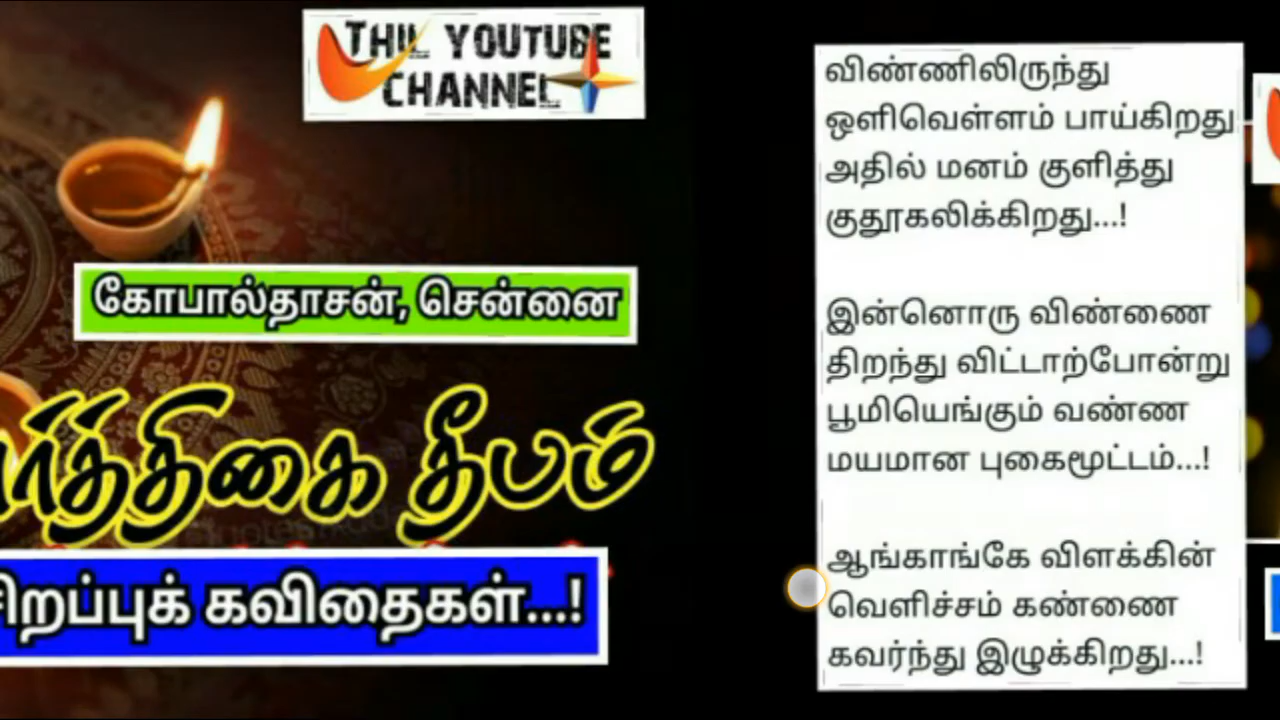 THIL YOUTUBE
CHANNEL
கோபால்தாசன், சென்னை
ர்த்திகை தீபம்
சிறப்புக் கவிதைகள்...!
விண்ணிலிருந்து
ஒளிவெள்ளம் பாய்கிறது
அதில் மனம் குளித்து
குதூகலிக்கிறது...!
இன்னொரு விண்ணை
திறந்து விட்டாற்போன்று
பூமியெங்கும் வண்ண
மயமான புகைமூட்டம்...!
ஆங்காங்கே விளக்கின்
வெளிச்சம் கண்ணை
கவர்ந்து இழுக்கிறது...!